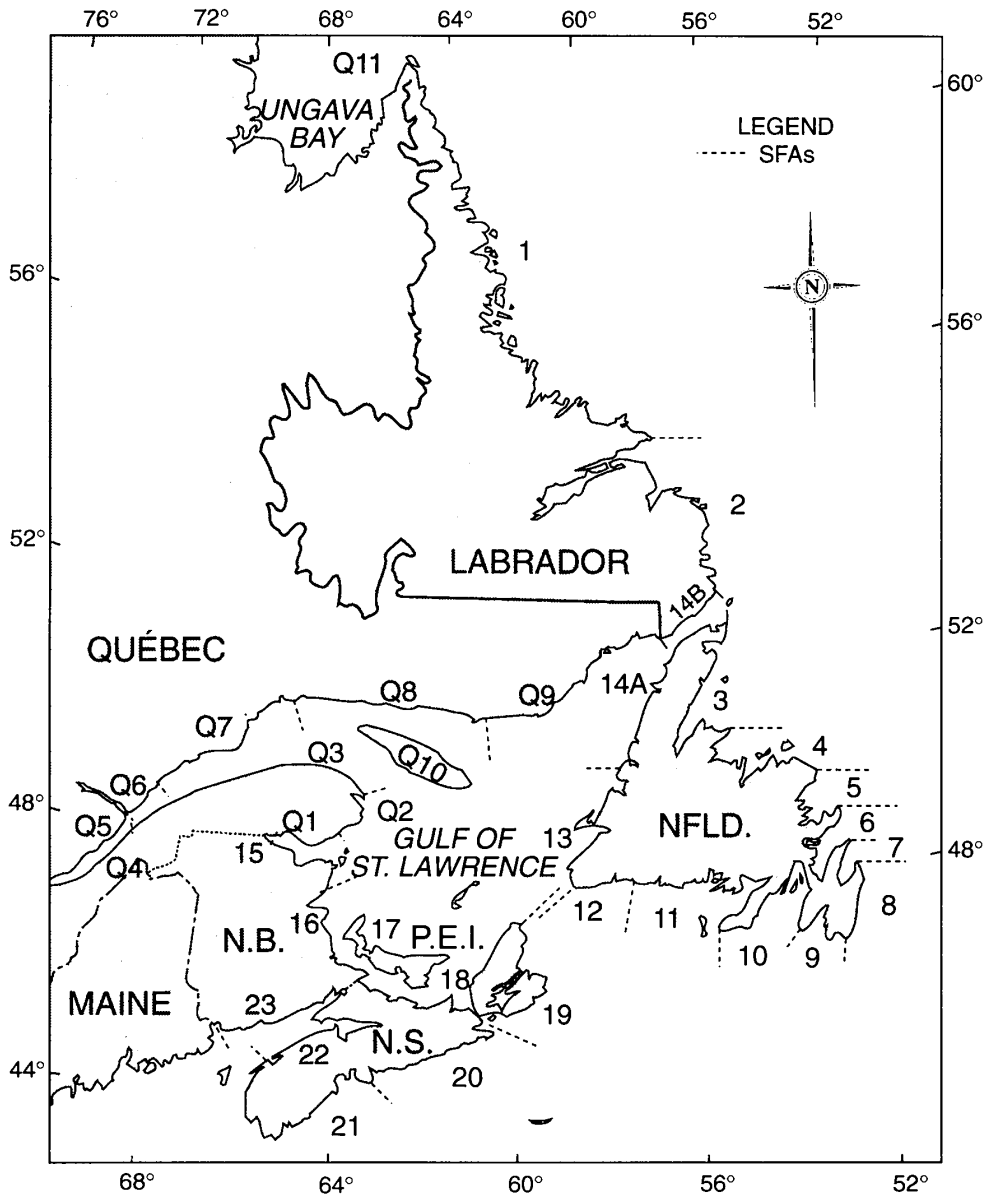 76° 72° 68° 64° 60° 56° 52°
Q11
60°
UNGAVA
BAY
LEGEND
SFAs
1
N
56°
56°
2
52°
LABRADOR
14B
52°
QUÉBEC
14A
Q8
Q9
3
Q7
Q3
4
Q10
Q6
5
48°
Q2
Q5
Q1
GULF OF
ST. LAWRENCE
13
NFLD.
6
7
48°
15
Q4
12
11
8
16
17
N.B.
P.E.I.
10
9
18
MAINE
23
19
N.S.
22
44°
20
21
68° 64° 60° 56° 52°